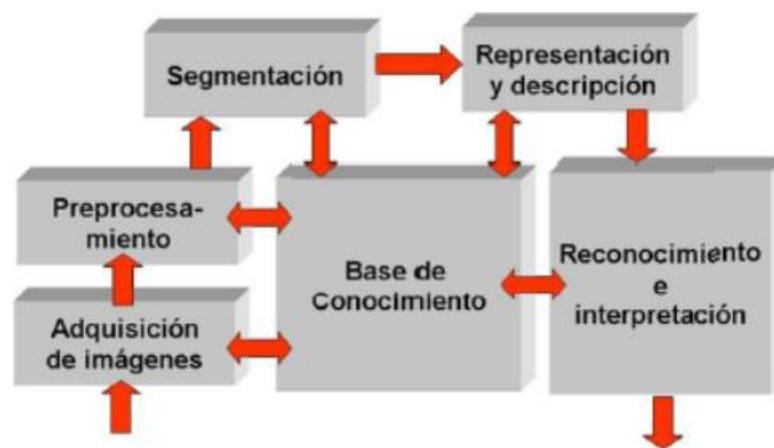 Segmentación
Representación
y descripción
Preprocesa-
miento
Base de
Conocimiento
Reconocimiento
e
interpretación
Adquisición
de imágenes